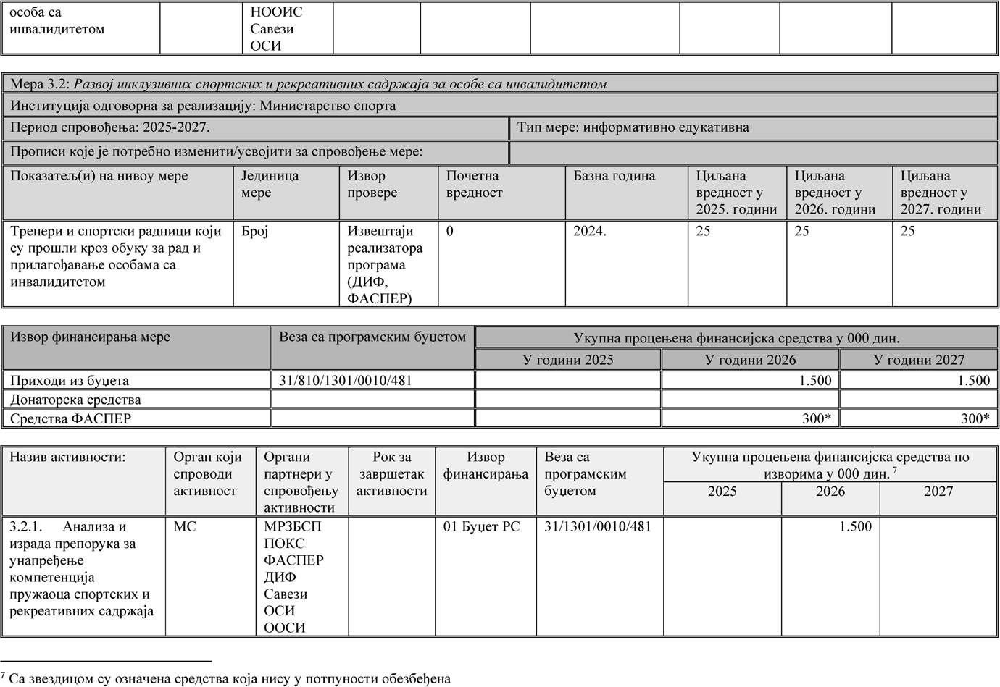 особа са
инвалидитетом
НООИС
Савези
ОСИ
Мера 3.2: Развој инклузивних спортских и рекреативних садржаја за особе са инвалидитетом
Институција одговорна за реализацију: Министарство спорта
Период спровођења: 2025-2027.
Тип мере: информативно едукативна
Прописи које је потребно изменити/усвојити за спровођење мере:
Показатељ(и) на нивоу мере
Јединица
мере
Извор
провере
Почетна
вредност
Базна година
Циљана
вредност у
2025. години
Циљана
вредност у
2026. години
Циљана
вредност у
2027. години
Тренери и спортски радници који
су прошли кроз обуку за рад и
прилагођавање особама са
инвалидитетом
Број
Извештаји
реализатора
програма
(ДИФ,
ФАСПЕР)
0
2024.
25
25
25
Извор финансирања мере
Веза са програмским буџетом
Укупна процењена финансијска средства у 000 дин.
У години 2025
У години 2026
У години 2027
Приходи из буџета
31/810/1301/0010/481
1.500
1.500
Донаторска средства
Средства ФАСПЕР
300*
300*
Назив активности:
Орган који
спроводи
активност
Органи
партнери у
спровођењу
активности
Рок за
завршетак
активности
Извор
финансирања
Веза са
програмским
буџетом
Укупна процењена финансијска средства по
изворима у 000 дин. 7
2025
2026
2027
3.2.1. Анализа и
израда препорука за
унапређење
компетенција
пружаоца спортских и
рекреативних садржаја
МС
МРЗБСП
ПОКС
ФАСПЕР
ДИФ
Савези
ОСИ
ООСИ
01 Буџет РС
31/1301/0010/481
1.500
7 Са звездицом су означена средства која нису у потпуности обезбеђена